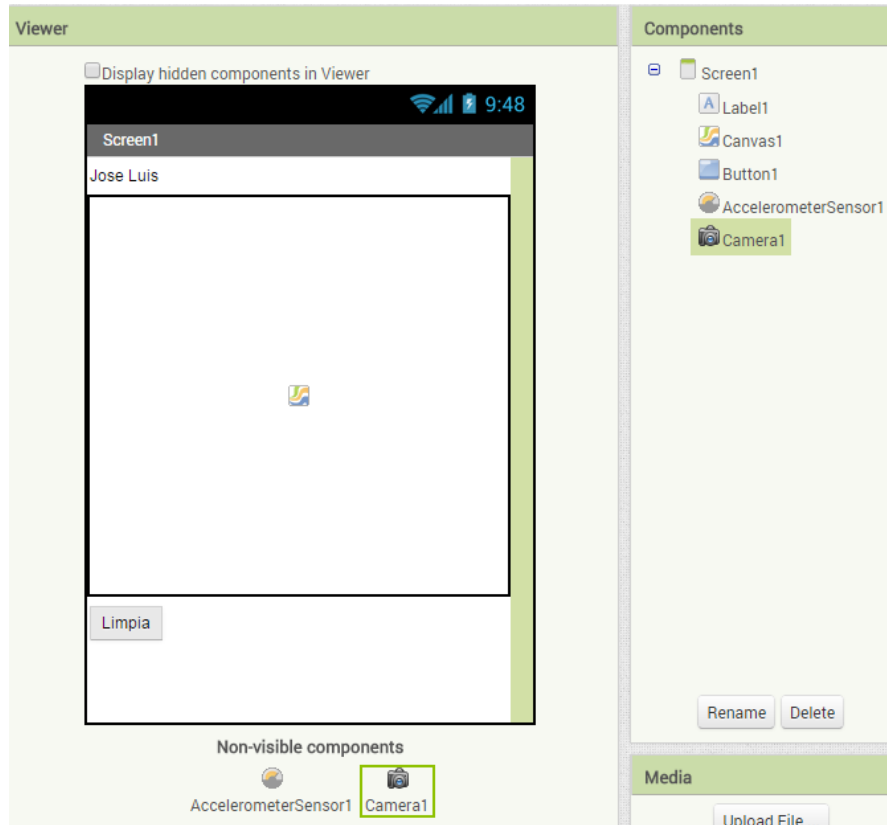 Viewer
Display hidden components in Viewer
9:48
Screen1
Jose Luis
Limpia
Non-visible components
AccelerometerSensor1 Camera1
Components
Screen1
A Label1
Canvas1
Button1
AccelerometerSensor1
Camera1
Rename Delete
Media
Upload File ...